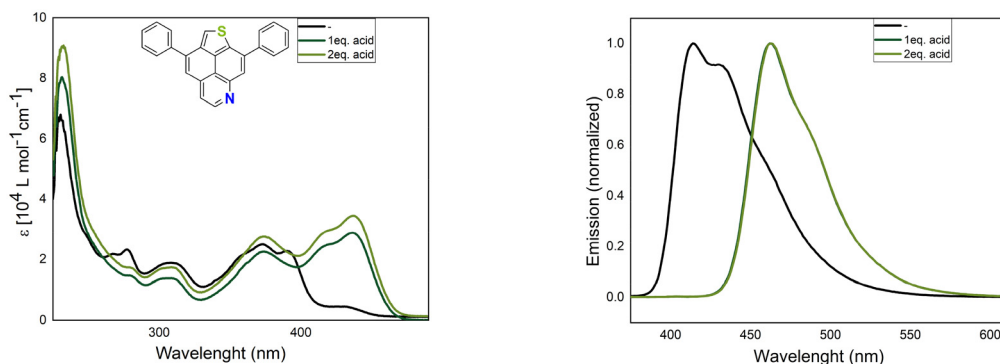 10
8
6
4
2
0
ε [10⁴ L mol⁻¹cm⁻¹]
300
400
Wavelenght (nm)
S
N
-
1eq. acid
2eq. acid
1.0
0.8
0.6
0.4
0.2
0.0
Emission (normalized)
400
450
500
550
600
Wavelenght (nm)
-
1eq. acid
2eq. acid